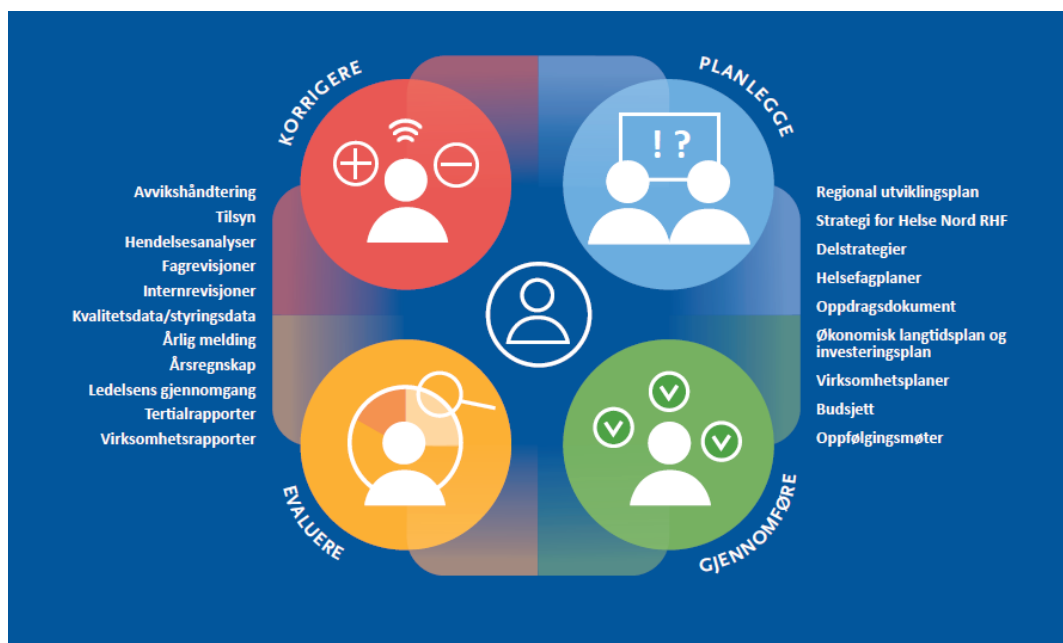 KORRIGERE
PLANLEGGE
! ?
Avvikshåndtering
Tilsyn
Hendelsesanalyser
Fagrevisjoner
Internrevisjoner
Kvalitetsdata/styringsdata
Årlig melding
Årsregnskap
Ledelsens gjennomgang
Tertialrapporter
Virksomhetsrapporter
Regional utviklingsplan
Strategi for Helse Nord RHF
Delstrategier
Helsefagplaner
Oppdragsdokument
Økonomisk langtidsplan og
investeringsplan
Virksomhetsplaner
Budsjett
Oppfølgingsmøter
EVALUERE
GJENNOMFØRE